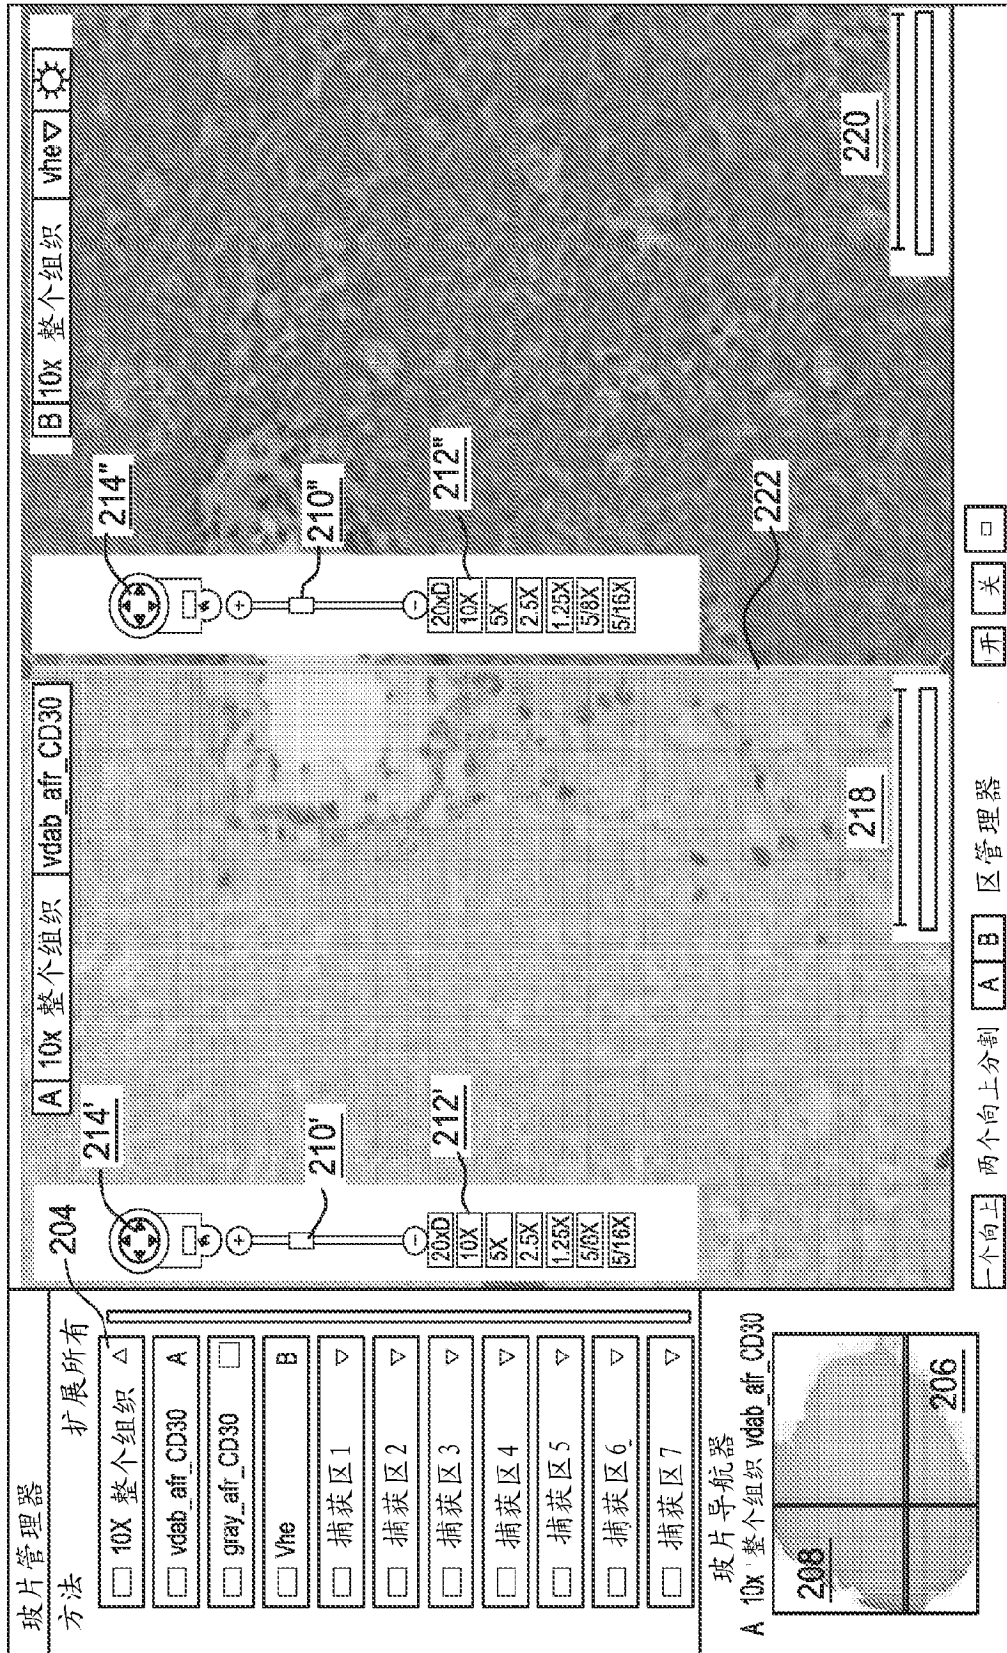 玻片管理器
方法 扩展所有
204
10X 整个组织 △
vdab_afr_CD30 A
gray_afr_CD30
Vhe B
捕获区1 ▽
捕获区2 ▽
捕获区3 ▽
捕获区4 ▽
捕获区5 ▽
捕获区6 ▽
捕获区7 ▽
玻片导航器
A 10x 整个组织 vdab_afr_CD30
208
206
A 10x 整个组织 vdab_afr_CD30
214'
210'
212'
+
−
20xD
10X
5X
2.5X
1.25X
5/8X
5/16X
218
B 10x 整个组织 vhe▽
214"
210"
212"
+
−
20xD
10X
5X
2.5X
1.25X
5/8X
5/16X
222
220
一个向上 两个向上分割 A B 区管理器 开 关 口